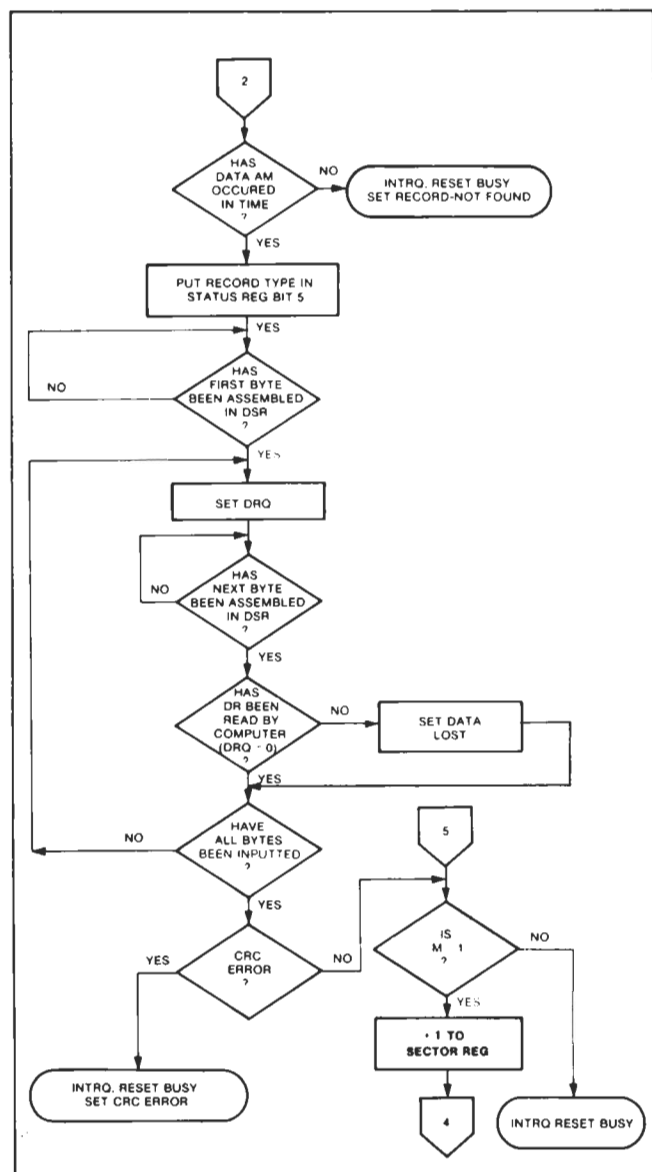 2
HAS
DATA AM
OCCURED
IN TIME
?
NO
INTRQ. RESET BUSY
SET RECORD-NOT FOUND
YES
PUT RECORD TYPE IN
STATUS REG BIT 5
YES
NO
HAS
FIRST BYTE
BEEN ASSEMBLED
IN DSR
?
YES
SET DRQ
NO
HAS
NEXT BYTE
BEEN ASSEMBLED
IN DSR
?
YES
HAS
DR BEEN
READ BY
COMPUTER
(DRQ - 0)
?
NO
SET DATA
LOST
YES
NO
HAVE
ALL BYTES
BEEN INPUTTED
?
YES
YES
CRC
ERROR
?
NO
INTRQ. RESET BUSY
SET CRC ERROR
5
IS
M 1
?
NO
YES
+ 1 TO
SECTOR REG
4
INTRQ RESET BUSY